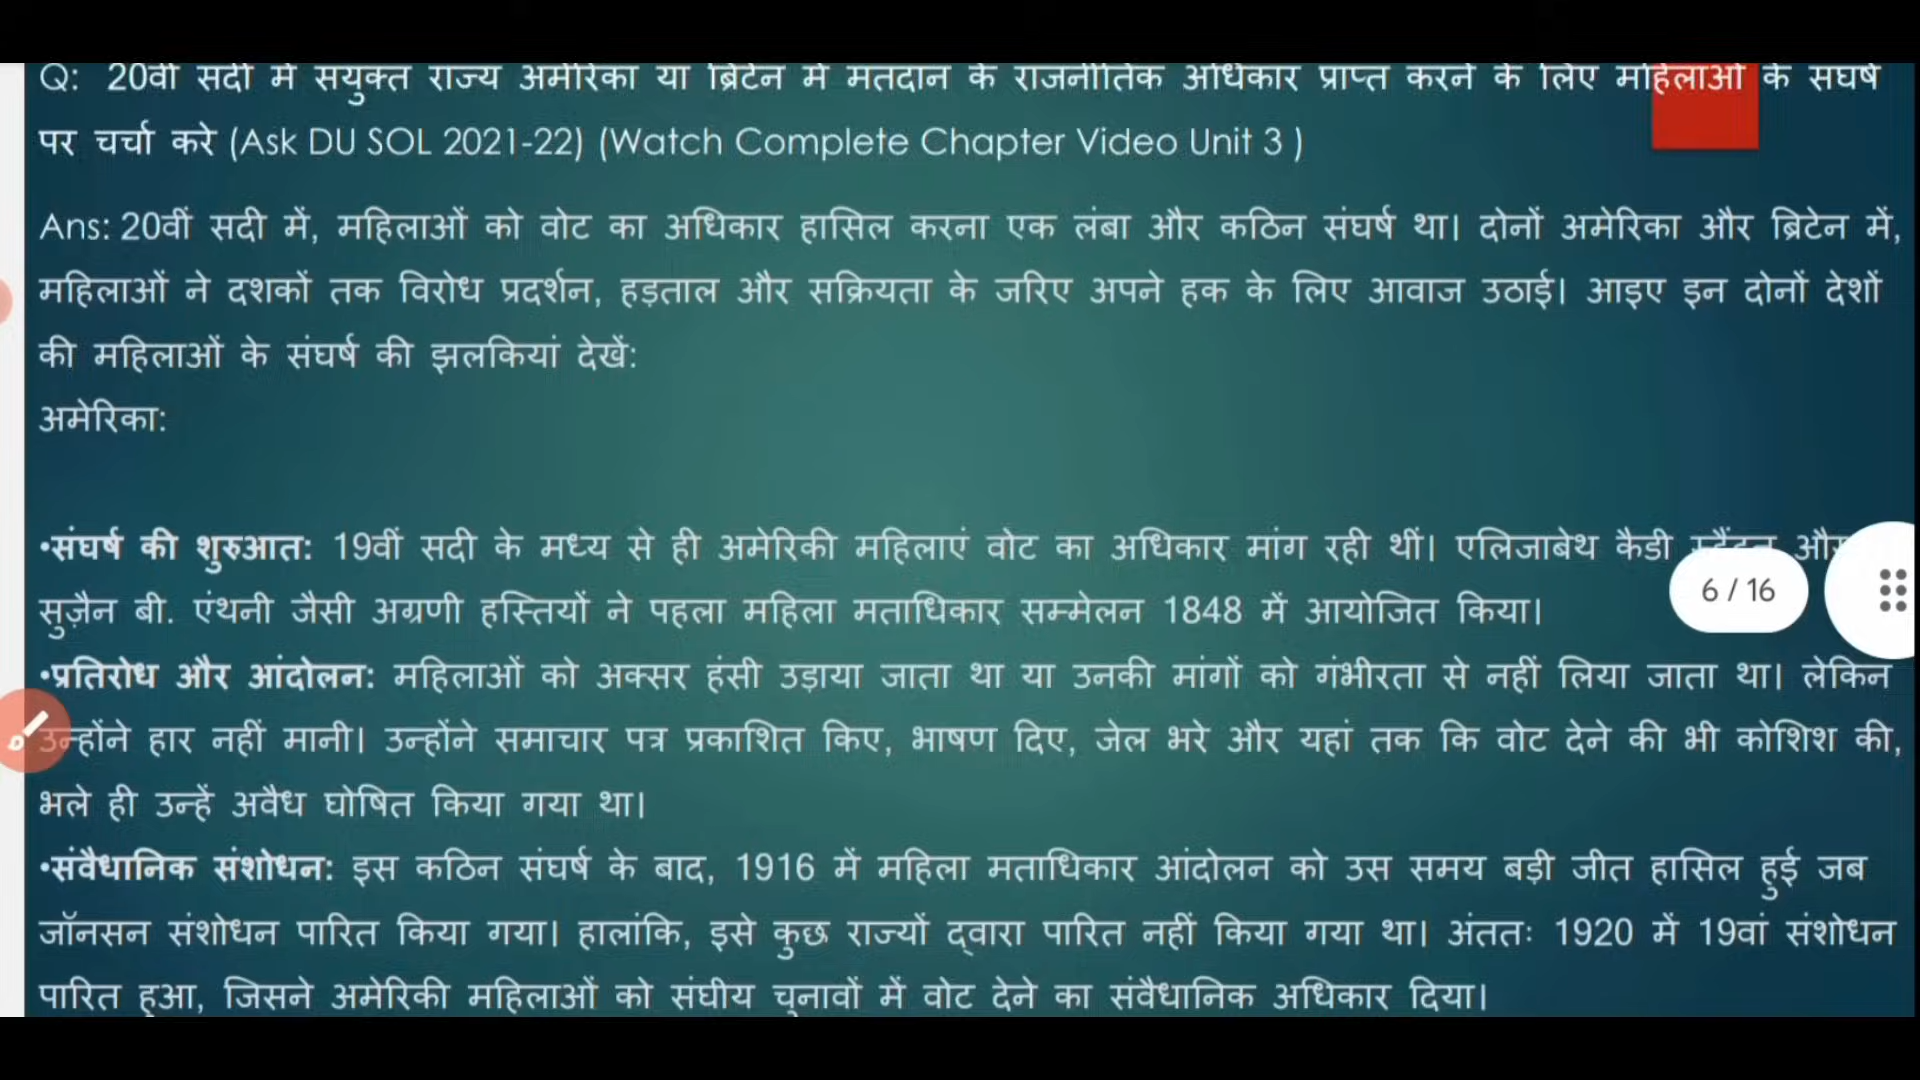 Q: 20वीं सदी में संयुक्त राज्य अमेरिका या ब्रिटेन में मतदान के राजनीतिक अधिकार प्राप्त करने के लिए महिलाओं के संघर्ष
पर चर्चा करे (Ask DU SOL 2021-22) (Watch Complete Chapter Video Unit 3 )
Ans: 20वीं सदी में, महिलाओं को वोट का अधिकार हासिल करना एक लंबा और कठिन संघर्ष था। दोनों अमेरिका और ब्रिटेन में,
महिलाओं ने दशकों तक विरोध प्रदर्शन, हड़ताल और सक्रियता के जरिए अपने हक के लिए आवाज उठाई। आइए इन दोनों देशों
की महिलाओं के संघर्ष की झलकियां देखें:
अमेरिका:
•संघर्ष की शुरुआत: 19वीं सदी के मध्य से ही अमेरिकी महिलाएं वोट का अधिकार मांग रही थीं। एलिजाबेथ कैडी
सुज़ैन बी. एंथनी जैसी अग्रणी हस्तियों ने पहला महिला मताधिकार सम्मेलन 1848 में आयोजित किया।
6 / 16
•प्रतिरोध और आंदोलन: महिलाओं को अक्सर हंसी उड़ाया जाता था या उनकी मांगों को गंभीरता से नहीं लिया जाता था। लेकिन
उन्होंने हार नहीं मानी। उन्होंने समाचार पत्र प्रकाशित किए, भाषण दिए, जेल भरे और यहां तक कि वोट देने की भी कोशिश की,
भले ही उन्हें अवैध घोषित किया गया था।
•संवैधानिक संशोधन: इस कठिन संघर्ष के बाद, 1916 में महिला मताधिकार आंदोलन को उस समय बड़ी जीत हासिल हुई जब
जॉनसन संशोधन पारित किया गया। हालांकि, इसे कुछ राज्यों द्वारा पारित नहीं किया गया था। अंततः 1920 में 19वां संशोधन
पारित हुआ, जिसने अमेरिकी महिलाओं को संघीय चुनावों में वोट देने का संवैधानिक अधिकार दिया।